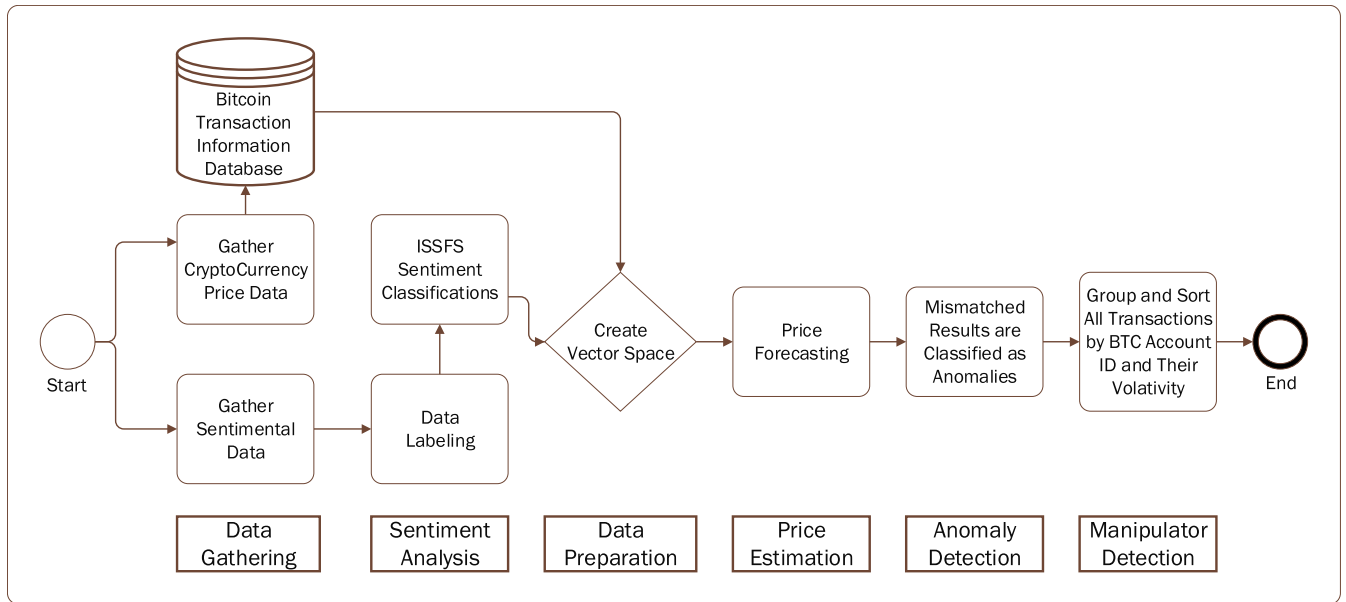 Bitcoin
Transaction
Information
Database
Gather
CryptoCurrency
Price Data
ISSFS
Sentiment
Classifications
Start
Gather
Sentimental
Data
Data
Labeling
Create
Vector Space
Price
Forecasting
Mismatched
Results are
Classified as
Anomalies
Group and Sort
All Transactions
by BTC Account
ID and Their
Volativity
End
Data
Gathering
Sentiment
Analysis
Data
Preparation
Price
Estimation
Anomaly
Detection
Manipulator
Detection